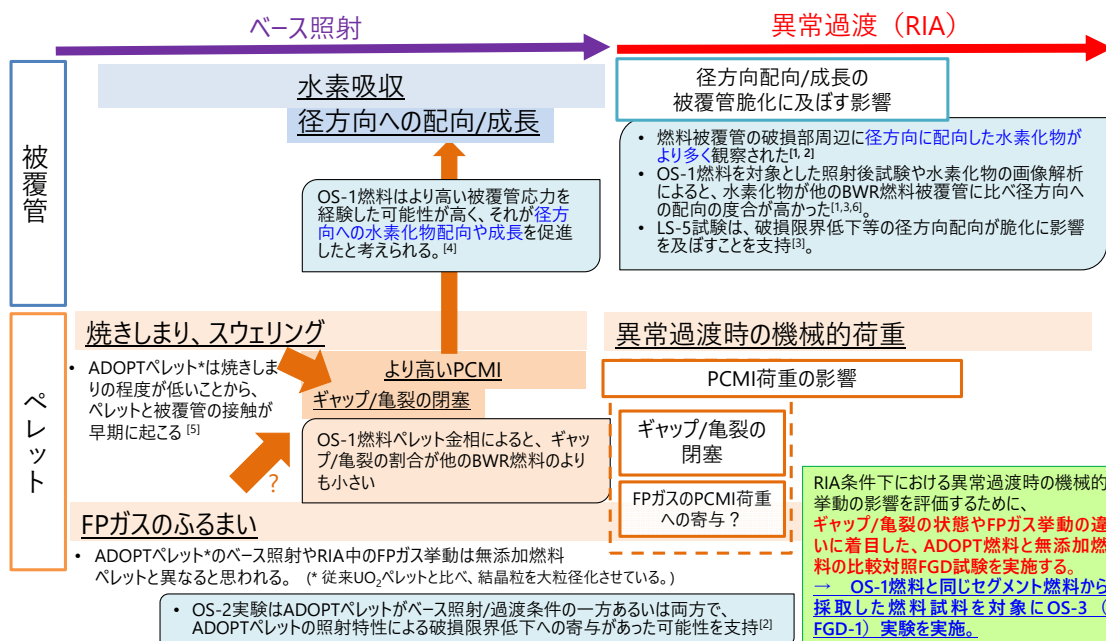 ベース照射
異常過渡（RIA）
被覆管
水素吸収
径方向への配向/成長
径方向配向/成長の
被覆管脆化に及ぼす影響
• 燃料被覆管の破損部周辺に径方向に配向した水素化物が
より多く観察された[1, 2]
• OS-1燃料を対象とした照射後試験や水素化物の画像解析
によると、水素化物が他のBWR燃料被覆管に比べ径方向へ
の配向の度合が高かった[1,3,6]。
• LS-5試験は、破損限界低下等の径方向配向が脆化に影響
を及ぼすことを支持[3]。
OS-1燃料はより高い被覆管応力を
経験した可能性が高く、それが径方
向への水素化物配向や成長を促進
したと考えられる。[4]
ペレット
焼きしまり、スウェリング
• ADOPTペレット*は焼きしま
りの程度が低いことから、
ペレットと被覆管の接触が
早期に起こる [5]
より高いPCMI
ギャップ/亀裂の閉塞
OS-1燃料ペレット金相によると、ギャッ
プ/亀裂の割合が他のBWR燃料のより
も小さい
?
異常過渡時の機械的荷重
PCMI荷重の影響
ギャップ/亀裂の
閉塞
FPガスのPCMI荷重
への寄与？
FPガスのふるまい
• ADOPTペレット*のベース照射やRIA中のFPガス挙動は無添加燃料
ペレットと異なると思われる。 (* 従来UO₂ペレットと比べ、結晶粒を大粒径化させている。)
• OS-2実験はADOPTペレットがベース照射/過渡条件の一方あるいは両方で、
ADOPTペレットの照射特性による破損限界低下への寄与があった可能性を支持[2]
RIA条件下における異常過渡時の機械的
挙動の影響を評価するために、
ギャップ/亀裂の状態やFPガス挙動の違
いに着目した、ADOPT燃料と無添加燃
料の比較対照FGD試験を実施する。
→ OS-1燃料と同じセグメント燃料から
採取した燃料試料を対象にOS-3（
FGD-1）実験を実施。